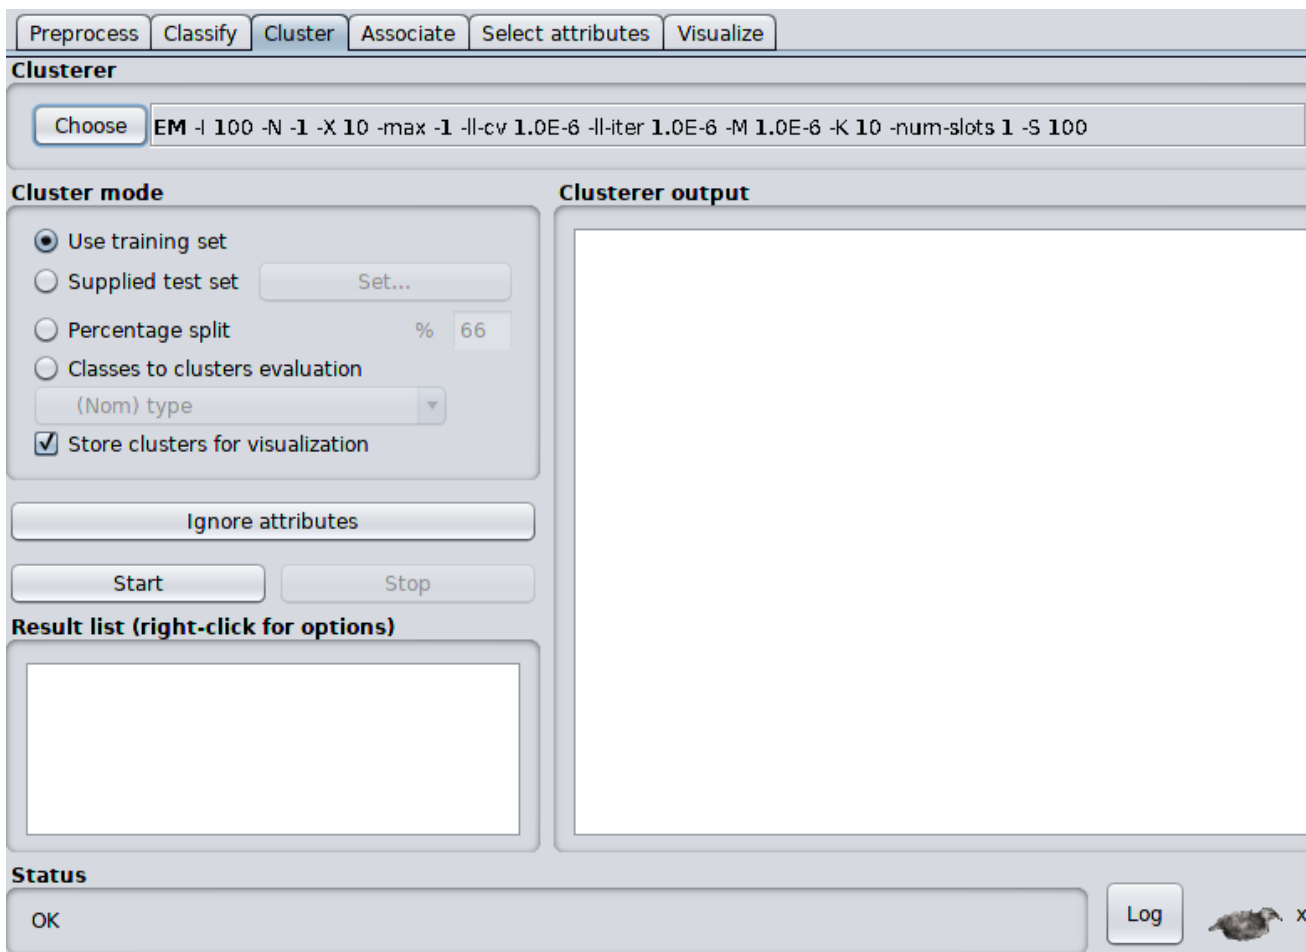 Preprocess Classify Cluster Associate Select attributes Visualize
Clusterer
Choose EM -I 100 -N -1 -X 10 -max -1 -ll-cv 1.0E-6 -ll-iter 1.0E-6 -M 1.0E-6 -K 10 -num-slots 1 -S 100
Cluster mode
Use training set
Supplied test set Set...
Percentage split % 66
Classes to clusters evaluation
(Nom) type
Store clusters for visualization
Ignore attributes
Start Stop
Result list (right-click for options)
Clusterer output
Status
OK
Log x